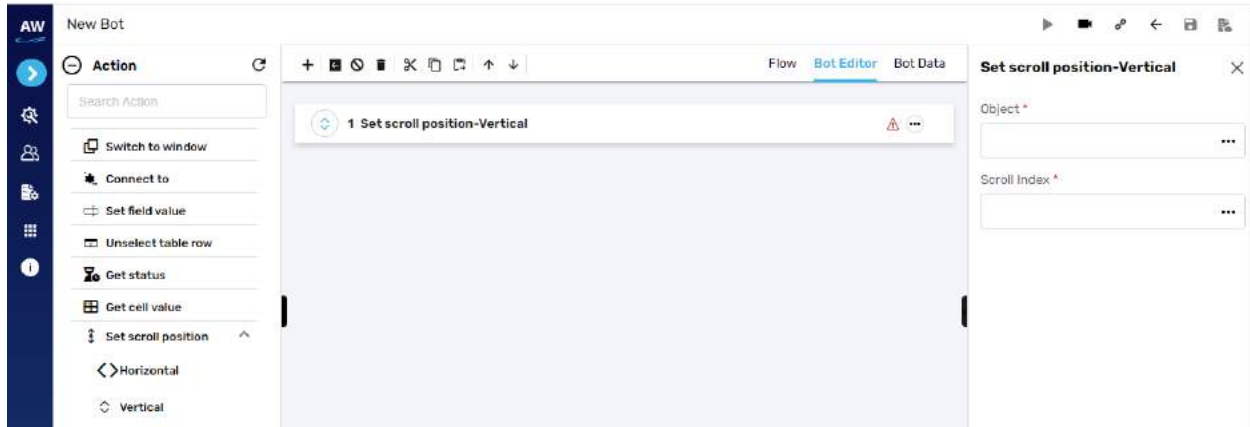 AW
New Bot
Action
Search Action
Switch to window
Connect to
Set field value
Unselect table row
Get status
Get cell value
Set scroll position
Horizontal
Vertical
Flow Bot Editor Bot Data
1 Set scroll position-Vertical
Set scroll position-Vertical
Object *
Scroll Index *